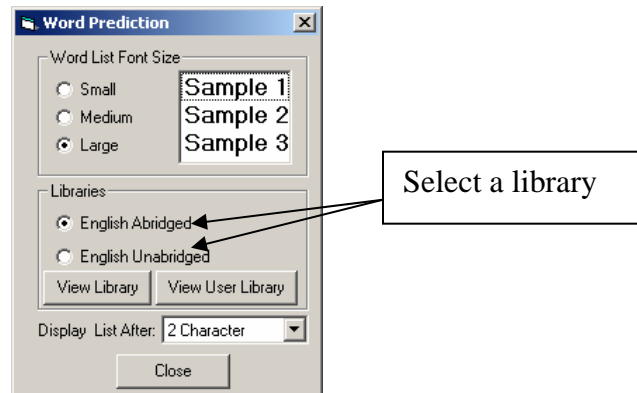 Word Prediction
Word List Font Size
Small
Medium
Large
Sample 1
Sample 2
Sample 3
Libraries
English Abridged
English Unabridged
View Library View User Library
Display List After: 2 Character
Close
Select a library